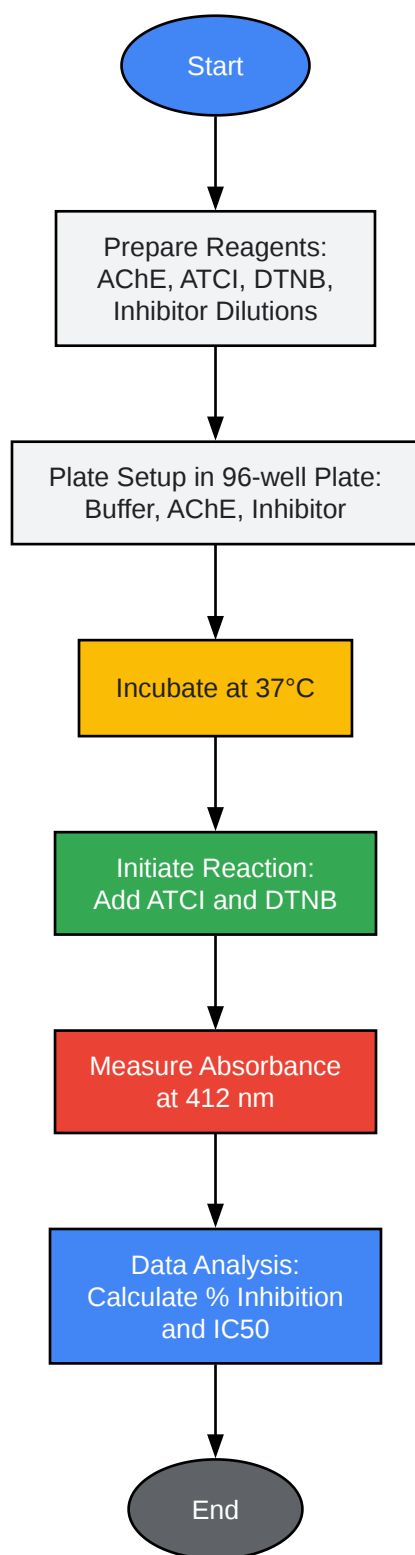 Start
Prepare Reagents:
AChE, ATCI, DTNB,
Inhibitor Dilutions
Plate Setup in 96-well Plate:
Buffer, AChE, Inhibitor
Incubate at 37°C
Initiate Reaction:
Add ATCI and DTNB
Measure Absorbance
at 412 nm
Data Analysis:
Calculate % Inhibition
and IC50
End